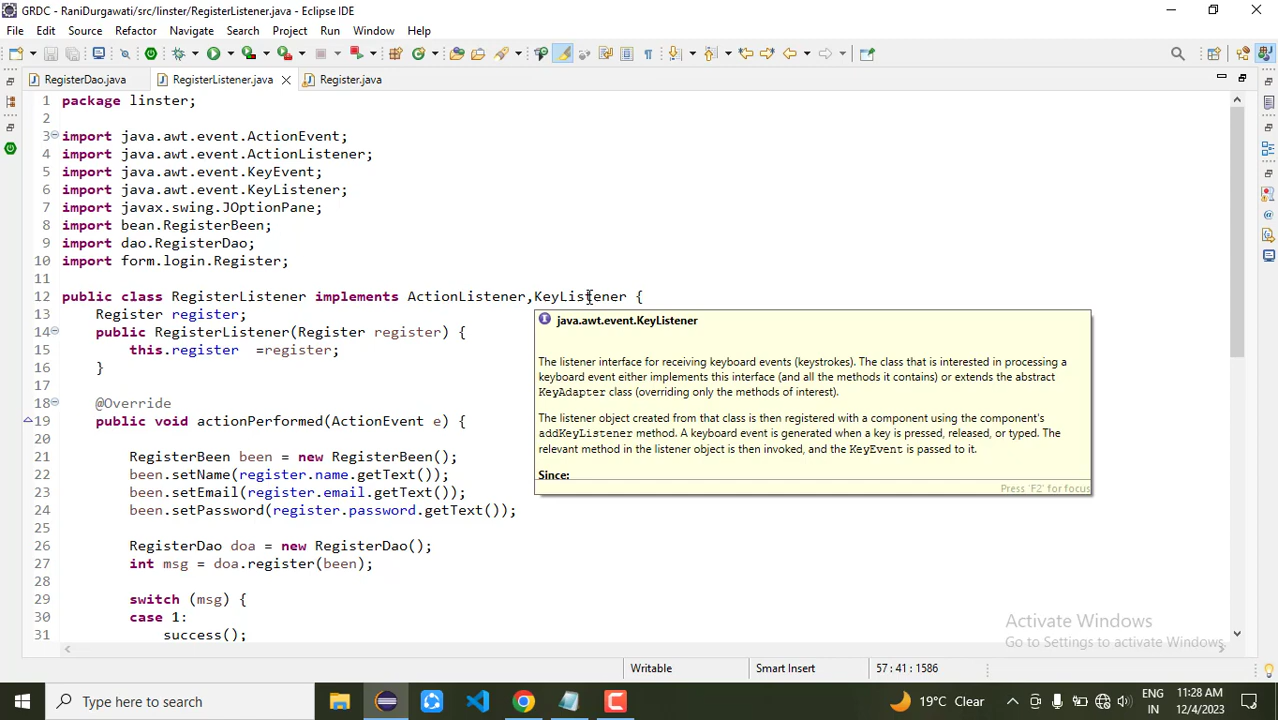 GRDC - RaniDurgawati/src/linster/RegisterListener.java - Eclipse IDE
File Edit Source Refactor Navigate Search Project Run Window Help
RegisterDao.java RegisterListener.java Register.java
1 package linster;
2
3 import java.awt.event.ActionEvent;
4 import java.awt.event.ActionListener;
5 import java.awt.event.KeyEvent;
6 import java.awt.event.KeyListener;
7 import javax.swing.JOptionPane;
8 import bean.RegisterBeen;
9 import dao.RegisterDao;
10 import form.login.Register;
11
12 public class RegisterListener implements ActionListener,KeyListener {
13 Register register;
14 public RegisterListener(Register register) {
15 this.register  =register;
16 }
17
18 @Override
19 public void actionPerformed(ActionEvent e) {
20
21 RegisterBeen been = new RegisterBeen();
22 been.setName(register.name.getText());
23 been.setEmail(register.email.getText());
24 been.setPassword(register.password.getText());
25
26 RegisterDao doa = new RegisterDao();
27 int msg = doa.register(been);
28
29 switch (msg) {
30 case 1:
31 success();
java.awt.event.KeyListener
The listener interface for receiving keyboard events (keystrokes). The class that is interested in processing a
keyboard event either implements this interface (and all the methods it contains) or extends the abstract
KeyAdapter class (overriding only the methods of interest).
The listener object created from that class is then registered with a component using the component's
addKeyListener method. A keyboard event is generated when a key is pressed, released, or typed. The
relevant method in the listener object is then invoked, and the KeyEvent is passed to it.
Since:
Press 'F2' for focus
Activate Windows
Go to Settings to activate Windows.
Writable Smart Insert 57 : 41 : 1586
Type here to search
19°C Clear
ENG
IN
11:28 AM
12/4/2023